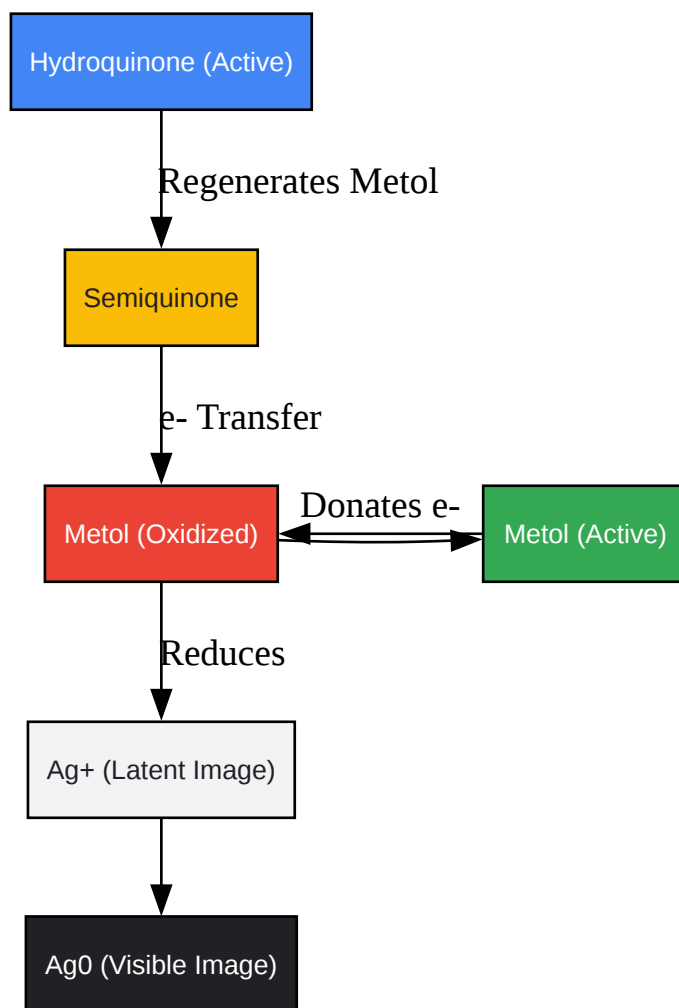 Hydroquinone (Active)
Regenerates Metol
Semiquinone
e- Transfer
Metol (Oxidized)
Donates e-
Metol (Active)
Reduces
Ag+ (Latent Image)
Ag0 (Visible Image)